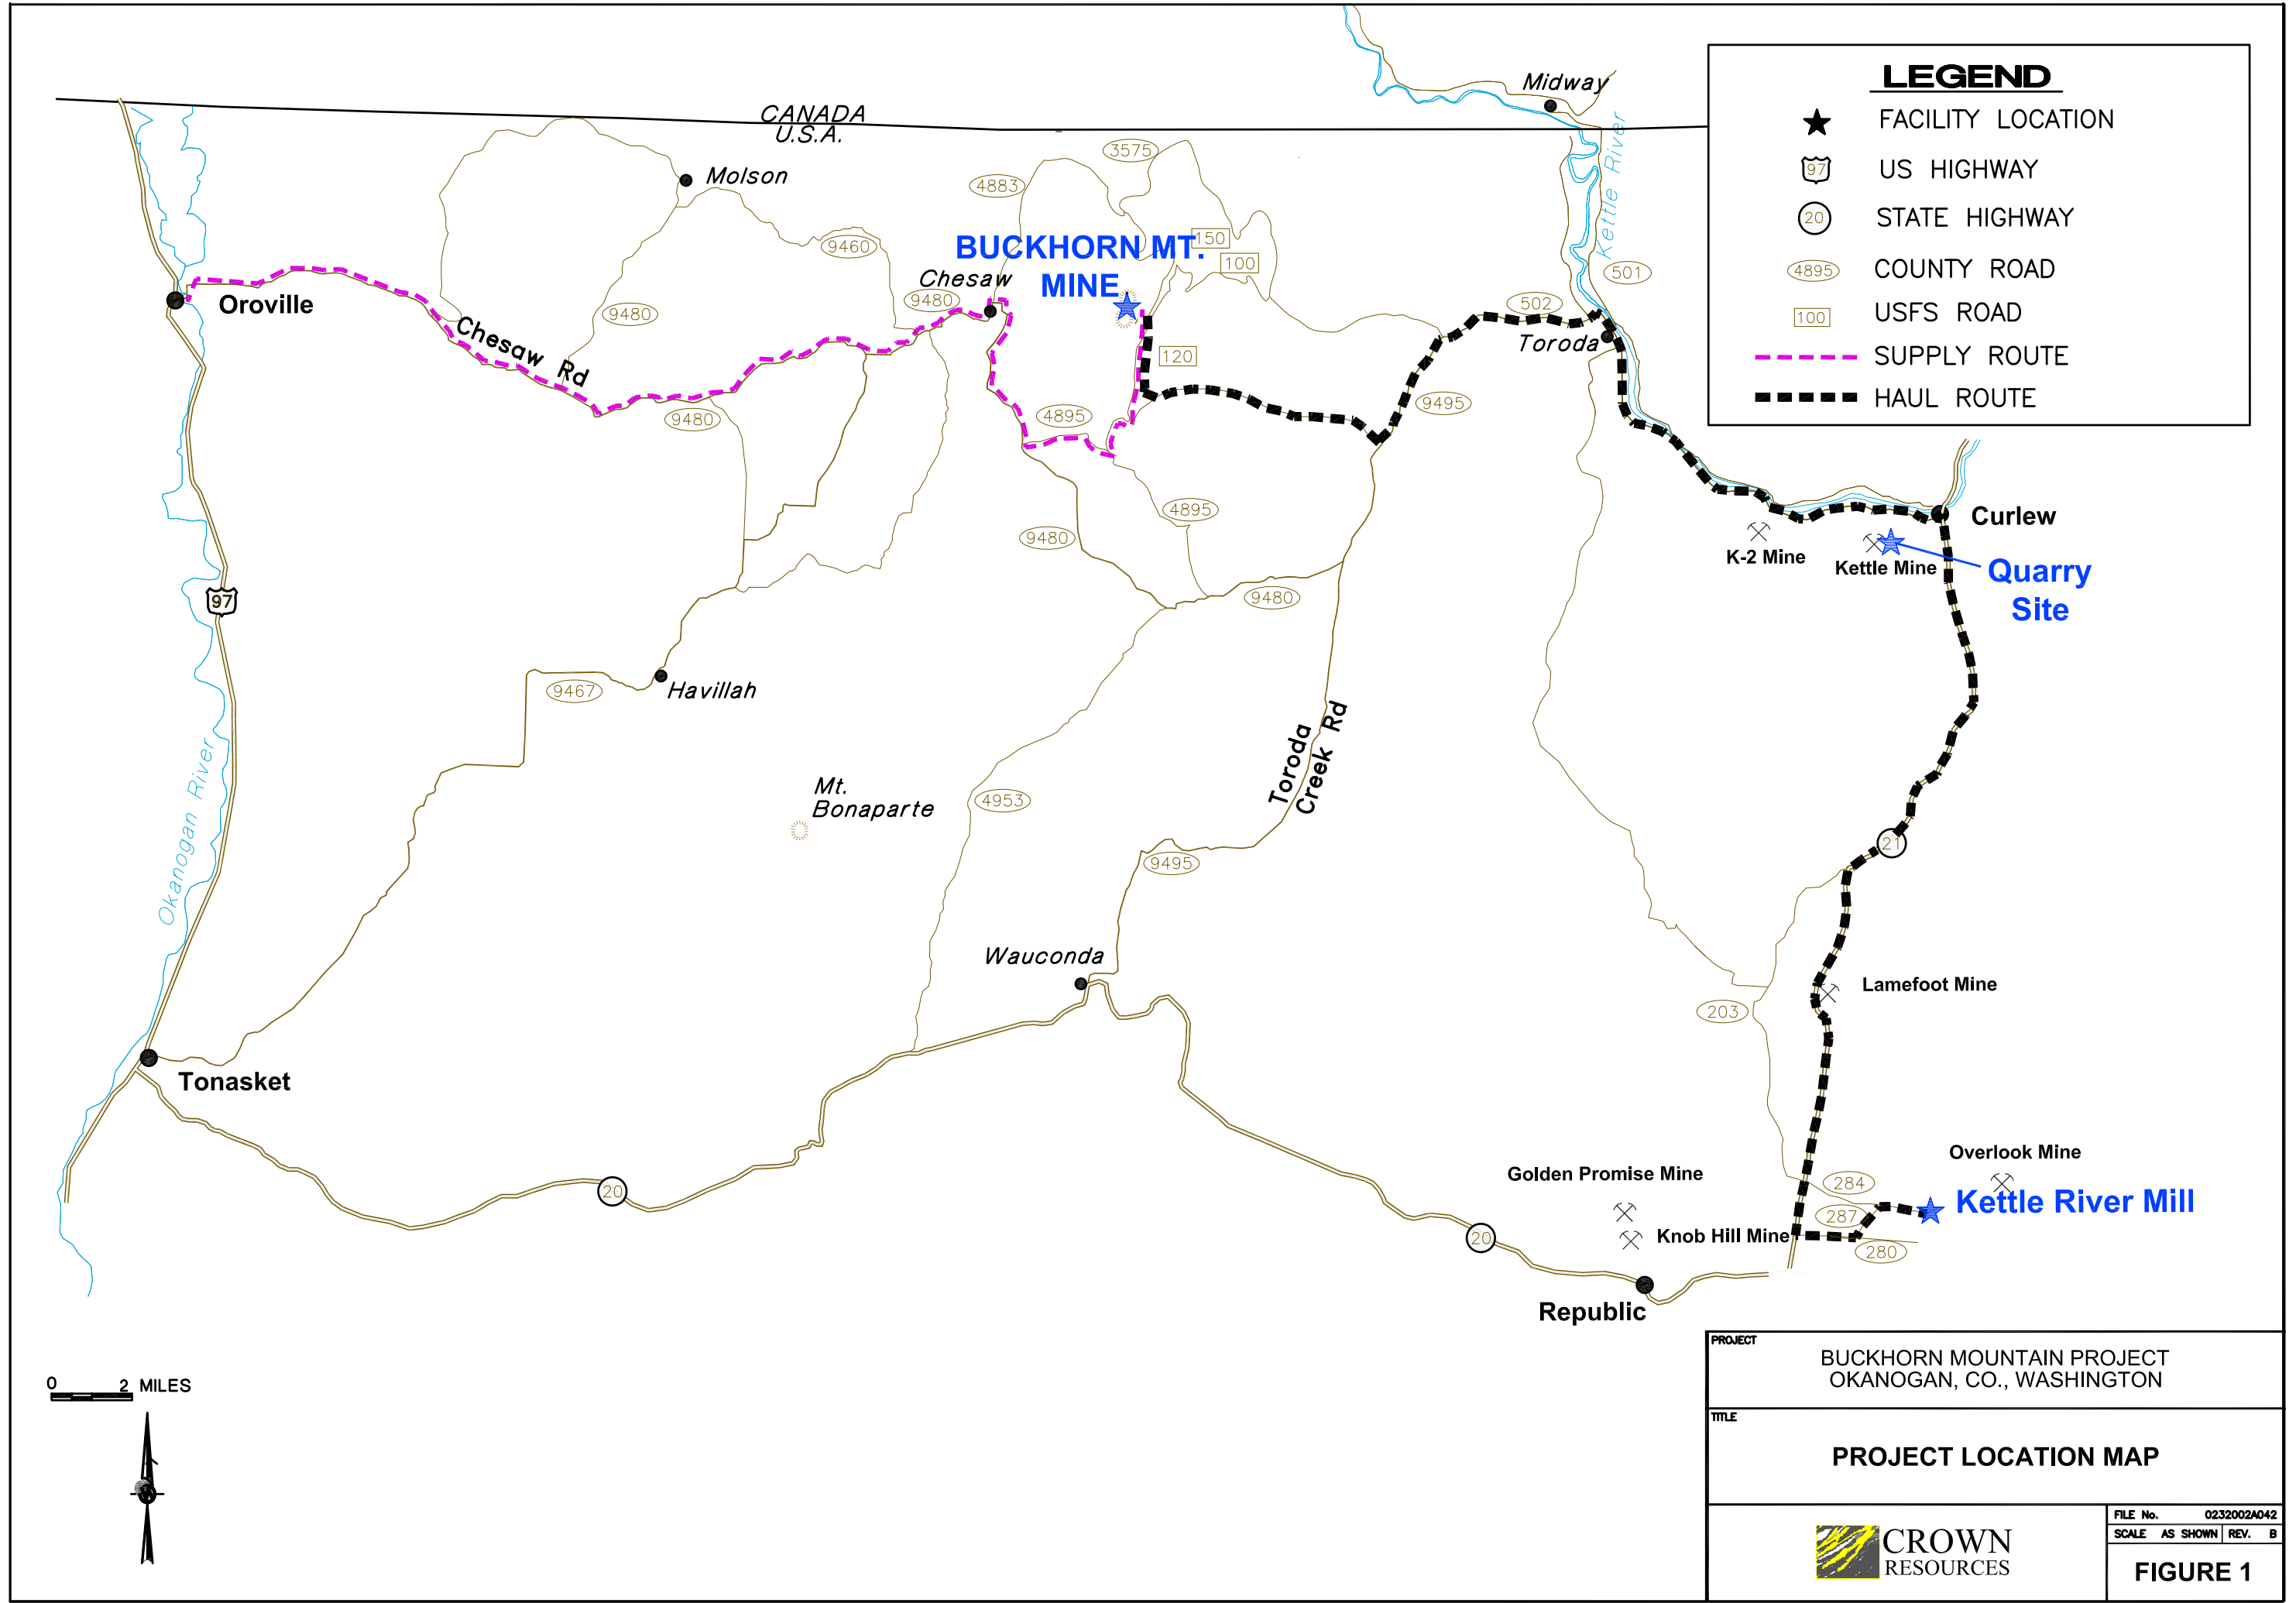 Midway
LEGEND
FACILITY LOCATION
97
US HIGHWAY
20
STATE HIGHWAY
4895
COUNTY ROAD
100
USFS ROAD
SUPPLY ROUTE
HAUL ROUTE
CANADA
U.S.A.
Kettle River
Molson
4883
3575
9460
BUCKHORN MT.
MINE
150
100
501
Chesaw
9480
502
Oroville
9480
Chesaw Rd
Toroda
120
9480
4895
9495
4895
9480
Curlew
K-2 Mine
Kettle Mine
Quarry
Site
97
9480
9467
Havillah
Okanogan River
Mt.
Bonaparte
4953
Toroda
Creek Rd
9495
21
Wauconda
Lamefoot Mine
203
Tonasket
Overlook Mine
Golden Promise Mine
284
20
Kettle River Mill
287
20
Knob Hill Mine
280
Republic
PROJECT
BUCKHORN MOUNTAIN PROJECT
OKANOGAN, CO., WASHINGTON
0 2 MILES
TITLE
PROJECT LOCATION MAP
CROWN
RESOURCES
FILE No. 0232002A042
SCALE AS SHOWN REV. B
FIGURE 1